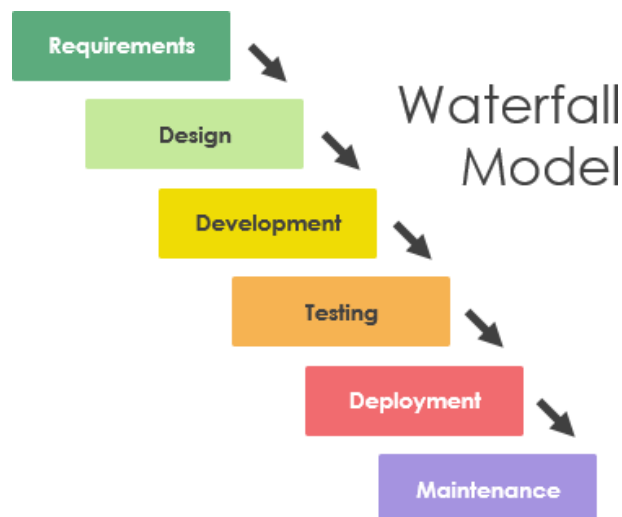 Requirements
Design
Waterfall
Model
Development
Testing
Deployment
Maintenance